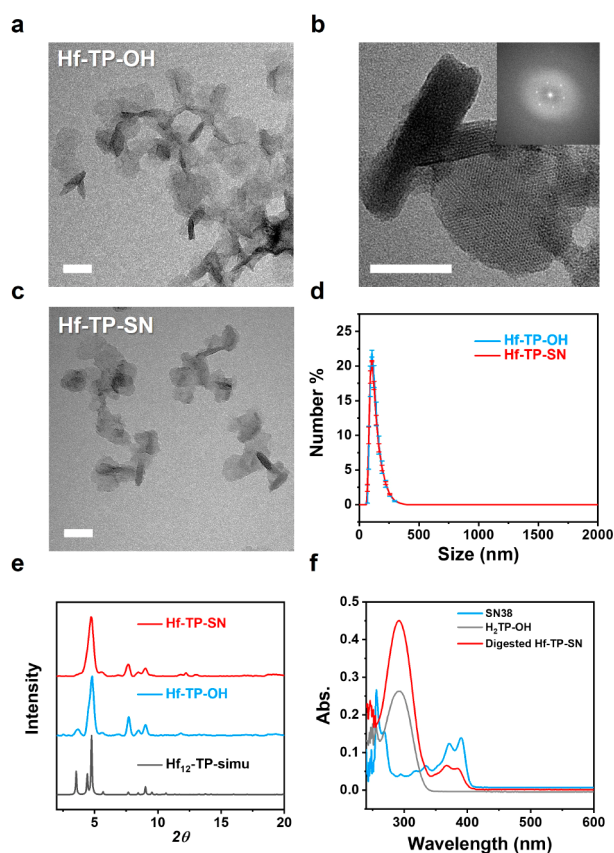 a
Hf-TP-OH
b
c
Hf-TP-SN
d
Number %
25
20
15
10
5
0
Hf-TP-OH
Hf-TP-SN
0 500 1000 1500 2000
Size (nm)
e
Intensity
Hf-TP-SN
Hf-TP-OH
Hf₁₂-TP-simu
5 10 15 20
2θ
f
Abs.
0.5
0.4
0.3
0.2
0.1
0.0
SN38
H₂TP-OH
Digested Hf-TP-SN
300 400 500 600
Wavelength (nm)